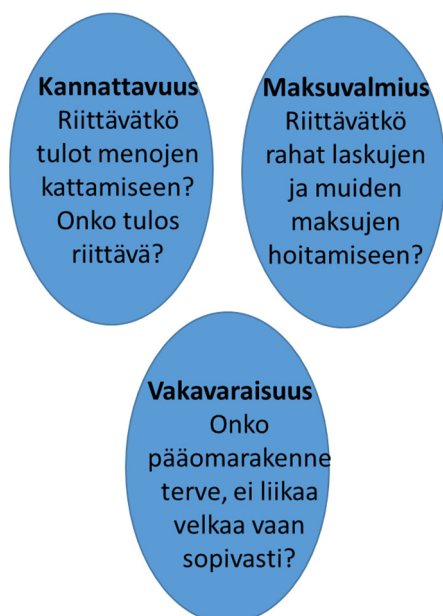 Kannattavuus
Riittävätkö
tulot menojen
kattamiseen?
Onko tulos
riittävä?
Maksuvalmius
Riittävätkö
rahat laskujen
ja muiden
maksujen
hoitamiseen?
Vakavaraisuus
Onko
pääomarakenne
terve, ei liikaa
velkaa vaan
sopivasti?